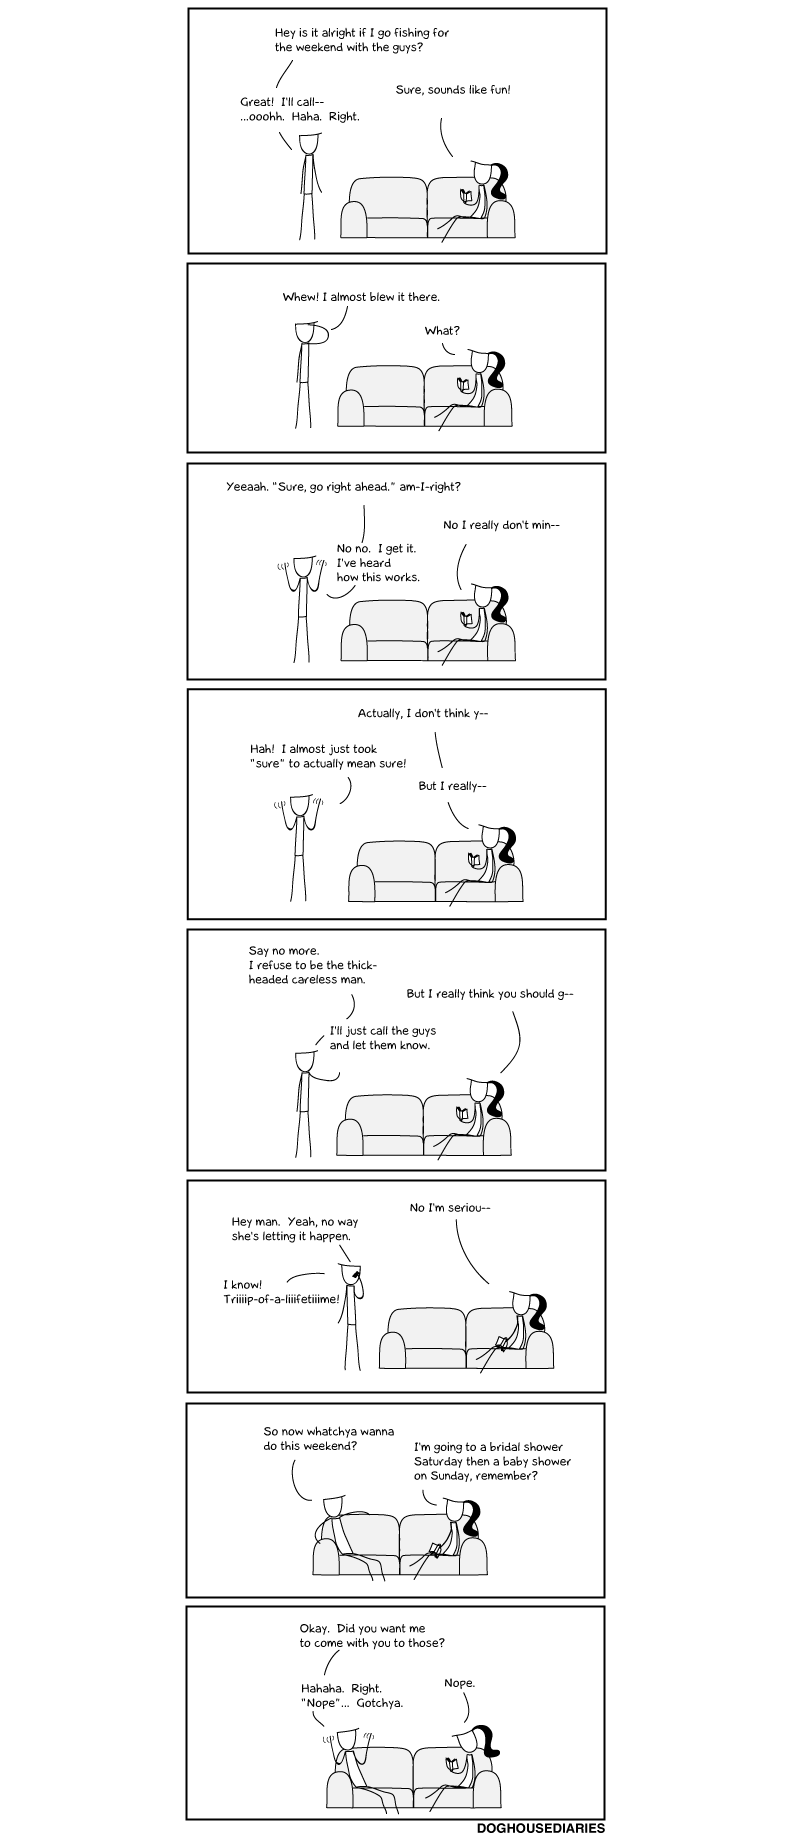 Hey is it alright if I go fishing for
the weekend with the guys?
Sure, sounds like fun!
Great! I'll call--
...ooohh. Haha. Right.
Whew! I almost blew it there.
What?
Yeeaah. "Sure, go right ahead." am-I-right?
No I really don't min--
No no. I get it.
I've heard
how this works.
Actually, I don't think y--
Hah! I almost just took
"sure" to actually mean sure!
But I really--
Say no more.
I refuse to be the thick-
headed careless man.
But I really think you should g--
I'll just call the guys
and let them know.
Hey man. Yeah, no way
she's letting it happen.
No I'm seriou--
I know!
Triiiip-of-a-liiifetiiime!
So now whatchya wanna
do this weekend?
I'm going to a bridal shower
Saturday then a baby shower
on Sunday, remember?
Okay. Did you want me
to come with you to those?
Nope.
Hahaha. Right.
"Nope"... Gotchya.
DOGHOUSEDIARIES